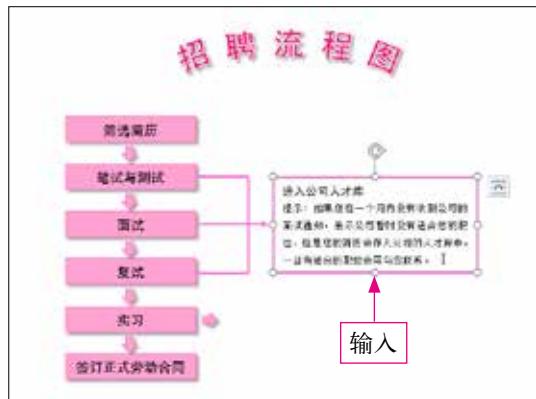 招聘流程图
筛选简历
笔试与测试
面试
复试
实习
签订正式劳动合同
进入公司人才库
提示：如果您在一个月内没有收到公司的
面试通知，表示公司暂时没有适合您的职
位，但是您的简历会存入公司的人才库中，
一旦有适合的职位会同与您联系。
输入